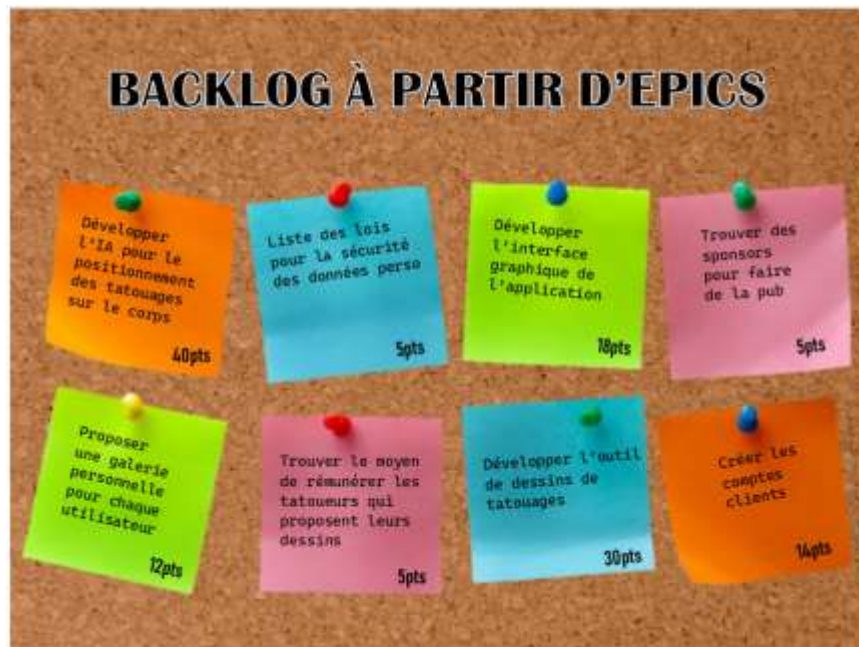 BACKLOG À PARTIR D'EPICS
Développer
l'IA pour le
positionnement
des tatouages
sur le corps
40pts
Liste des lois
pour la sécurité
des données perso
5pts
Développer
l'interface
graphique de
l'application
18pts
Trouver des
sponsors
pour faire
de la pub
5pts
Proposer
une galerie
personnelle
pour chaque
utilisateur
12pts
Trouver le moyen
de rémunérer les
tatoueurs qui
proposent leurs
dessins
5pts
Développer l'outil
de dessins de
tatouages
30pts
Créer les
comptes
clients
14pts